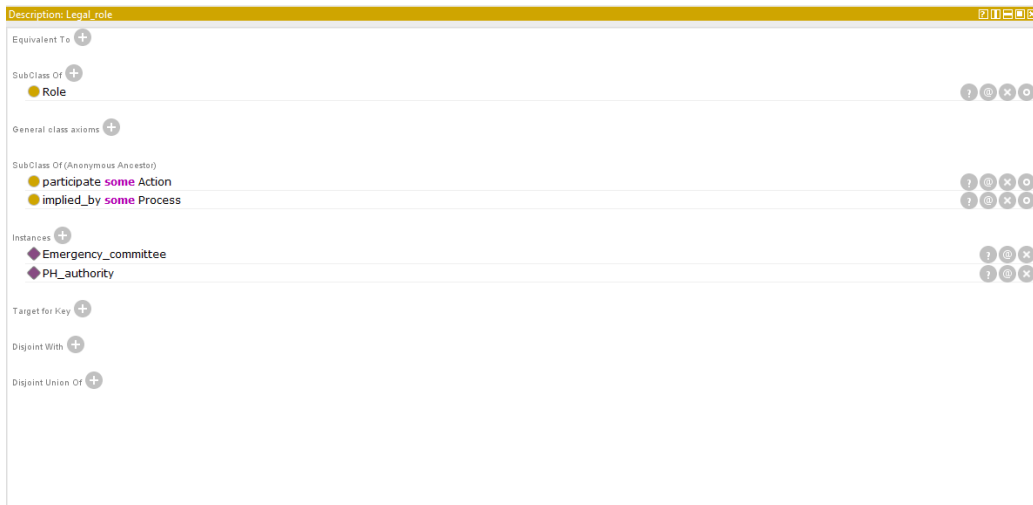 Description: Legal_role
Equivalent To
SubClass Of
Role
General class axioms
SubClass Of (Anonymous Ancestor)
participate some Action
implied_by some Process
Instances
Emergency_committee
PH_authority
Target for Key
Disjoint With
Disjoint Union Of